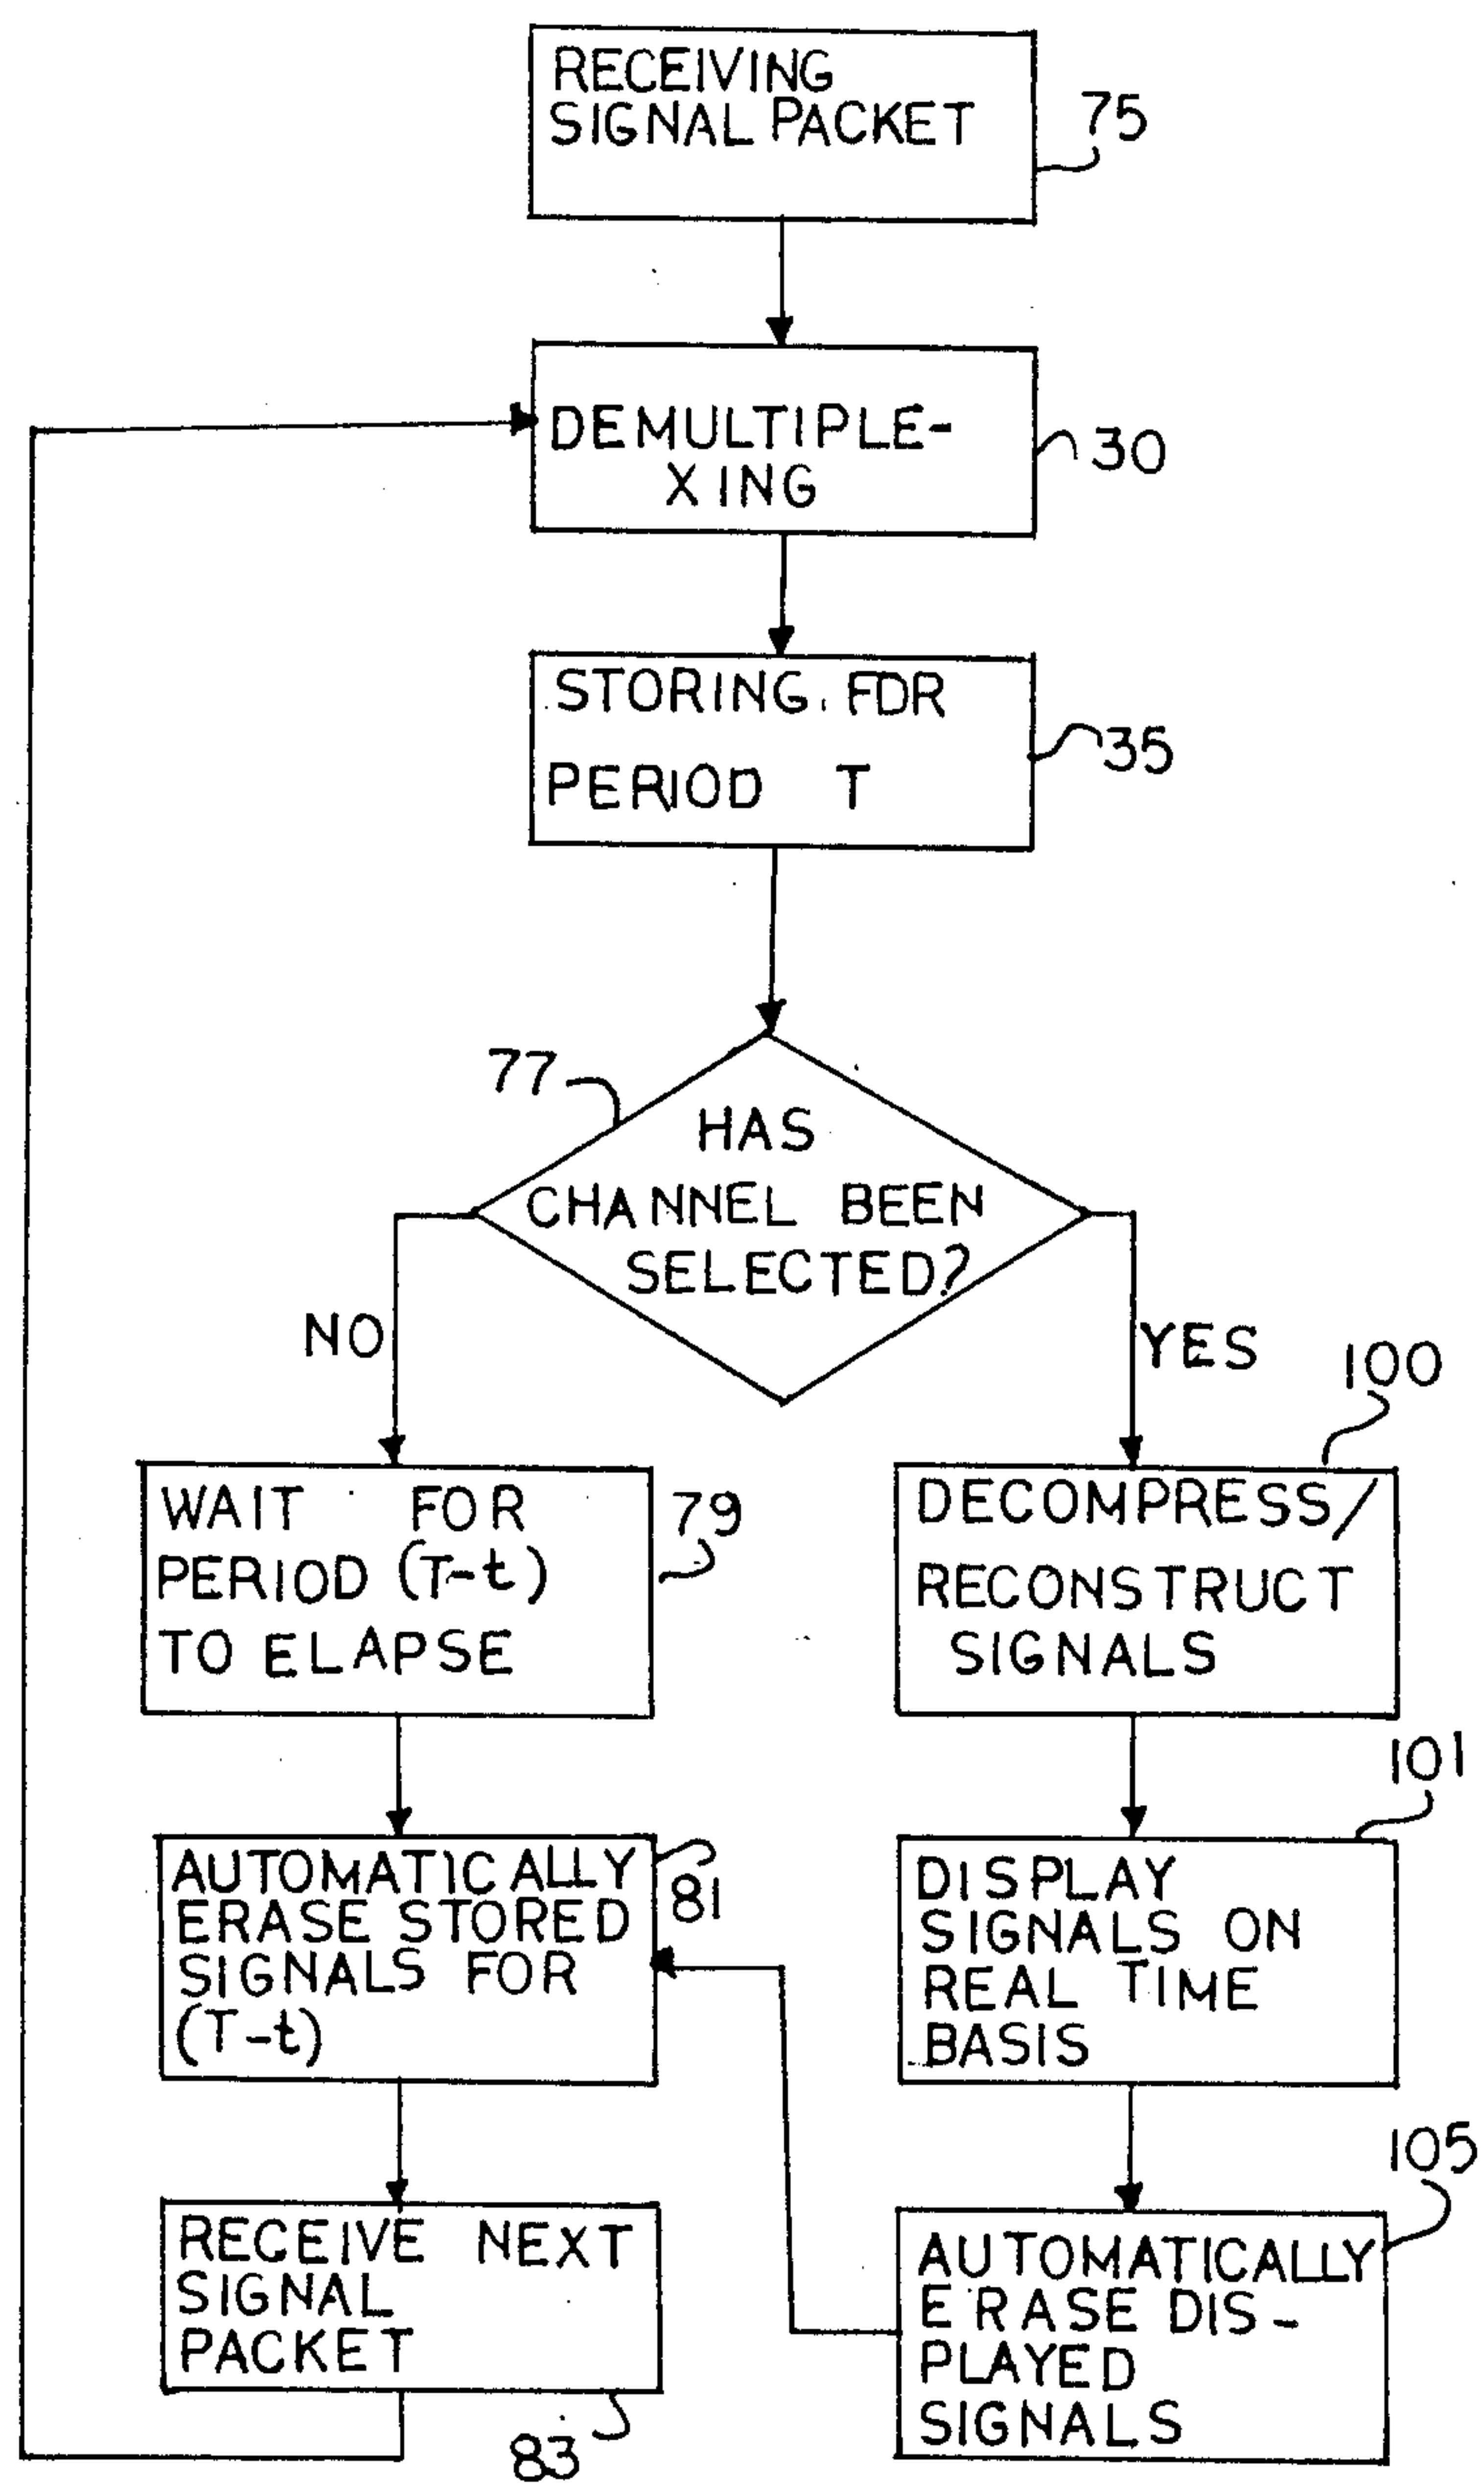 RECEIVING
SIGNAL PACKET
75
DEMULTIPLE-
XING
30
STORING FOR
PERIOD T
35
77
HAS
CHANNEL BEEN
SELECTED?
NO
YES
100
WAIT FOR
PERIOD (T-t)
TO ELAPSE
79
DECOMPRESS/
RECONSTRUCT
SIGNALS
101
AUTOMATICALLY
ERASE STORED
SIGNALS FOR
(T-t)
81
DISPLAY
SIGNALS ON
REAL TIME
BASIS
105
RECEIVE NEXT
SIGNAL
PACKET
83
AUTOMATICALLY
ERASE DIS-
PLAYED
SIGNALS